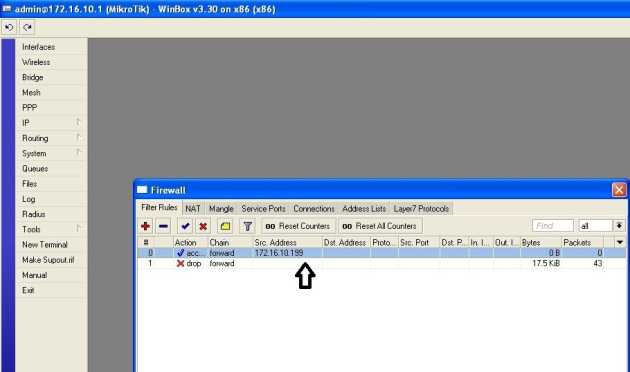 admin@172.16.10.1 (MikroTik) - WinBox v3.30 on x86 (x86)
Interfaces
Wireless
Bridge
Mesh
PPP
IP
Routing
System
Queues
Files
Log
Radius
Tools
New Terminal
Make Supout.rif
Manual
Exit
Firewall
Filter Rules NAT Mangle Service Ports Connections Address Lists Layer7 Protocols
00 Reset Counters 00 Reset All Counters Find all
# Action Chain Src. Address Dst. Address Proto... Src. Port Dst. P... In. I... Out. I... Bytes Packets
0 acc... forward 172.16.10.199 0 B 0
1 drop forward 17.5 KiB 43